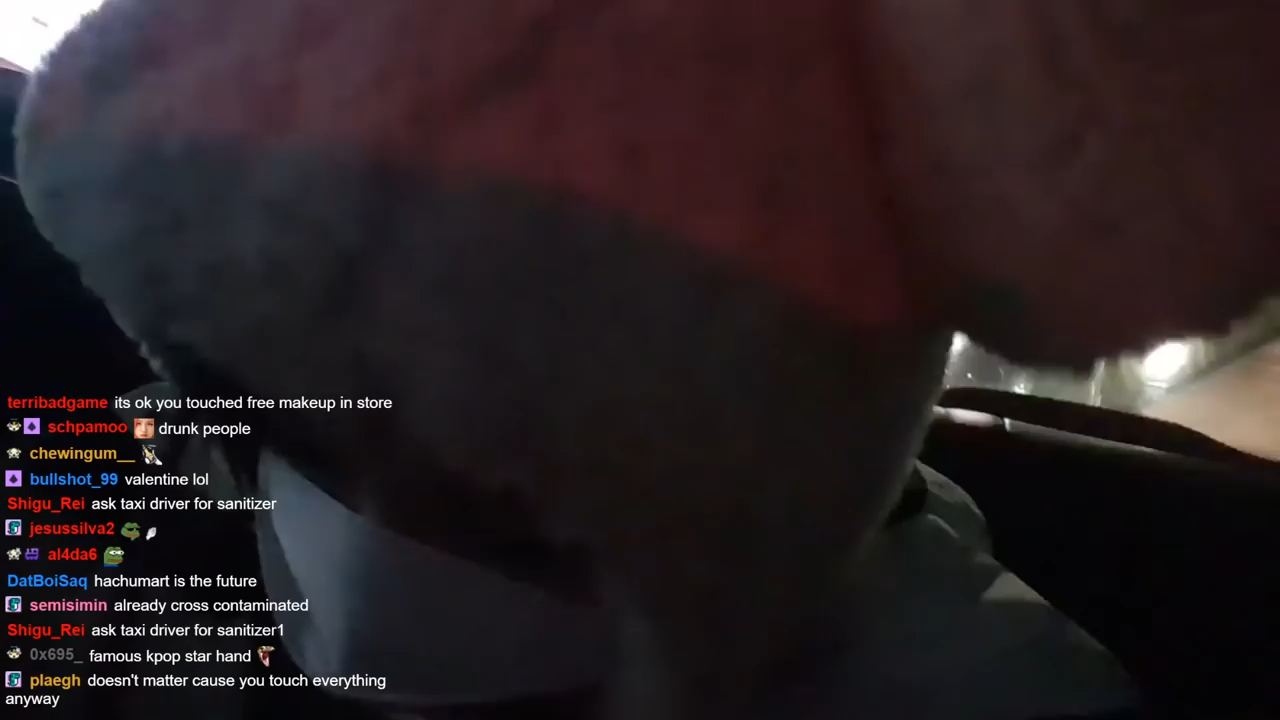 terribadgame its ok you touched free makeup in store
schpamoo drunk people
chewingum__
bullshot_99 valentine lol
Shigu_Rei ask taxi driver for sanitizer
jesussilva2
al4da6
DatBoiSaq hachumart is the future
semisimin already cross contaminated
Shigu_Rei ask taxi driver for sanitizer1
0x695_ famous kpop star hand
plaegh doesn't matter cause you touch everything
anyway